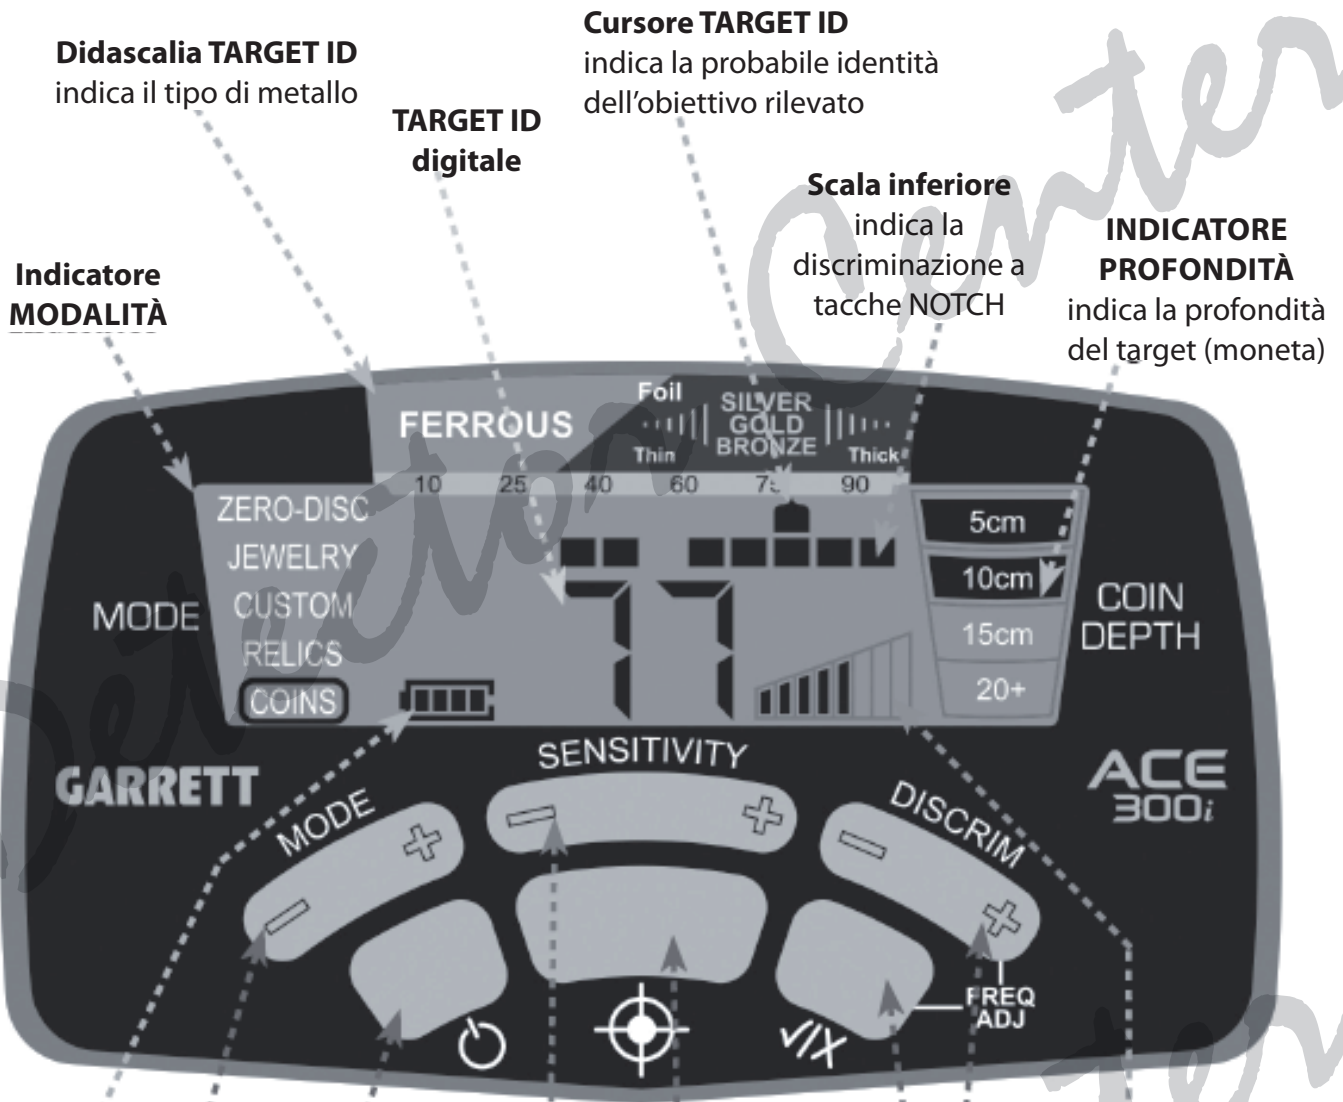 Cursore TARGET ID
indica la probabile identità
dell'obiettivo rilevato
Didascalia TARGET ID
indica il tipo di metallo
TARGET ID
digitale
Scala inferiore
indica la
discriminazione a
tacche NOTCH
INDICATORE
PROFONDITÀ
indica la profondità
del target (moneta)
Indicatore
MODALITÀ
FERROUS
Foil
Thin
SILVER
GOLD
BRONZE
Thick
10 25 40 60 90
MODE
ZERO-DISC
JEWELRY
CUSTOM
RELICS
COINS
77
5cm
10cm
15cm
20+
COIN
DEPTH
GARRETT
ACE
300i
MODE
- +
SENSITIVITY
- +
DISCRIM
- +
FREQ
ADJ
✓/X
Detector Center